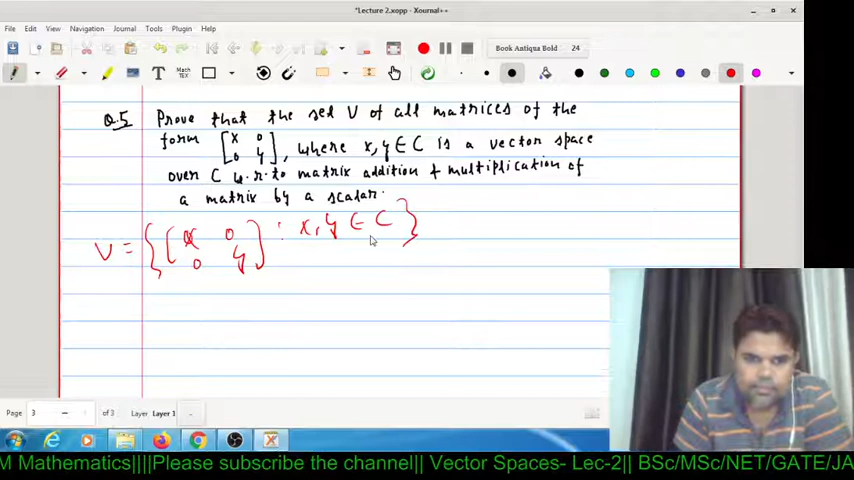 *Lecture 2.xopp - Xournal++
File Edit View Navigation Journal Tools Plugin Help
Book Antiqua Bold 24
Q.5 Prove that the set V of all matrices of the
form [x 0
0 y], where x, y ∈ C is a vector space
over C w.r.to matrix addition + multiplication of
a matrix by a scalar.
V = { [x 0
0 y] : x, y ∈ C }
Page 3 of 3 Layer Layer 1
M Mathematics||||Please subscribe the channel|| Vector Spaces- Lec-2|| BSc/MSc/NET/GATE/JA